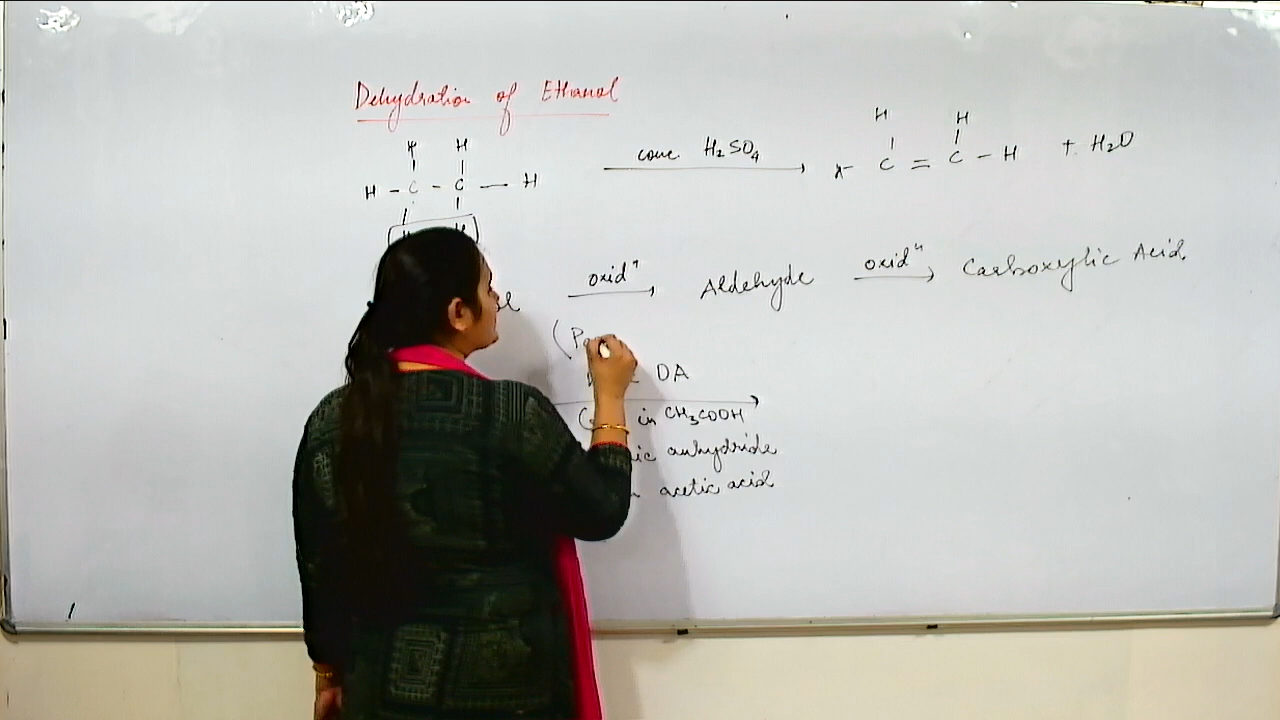 Dehydration of Ethanol
H H H H
H - C - C - H conc. H2SO4 C = C - H + H2O
oxidn Aldehyde oxidn Carboxylic Acid
DA
in CH3COOH
anhydride
acetic acid